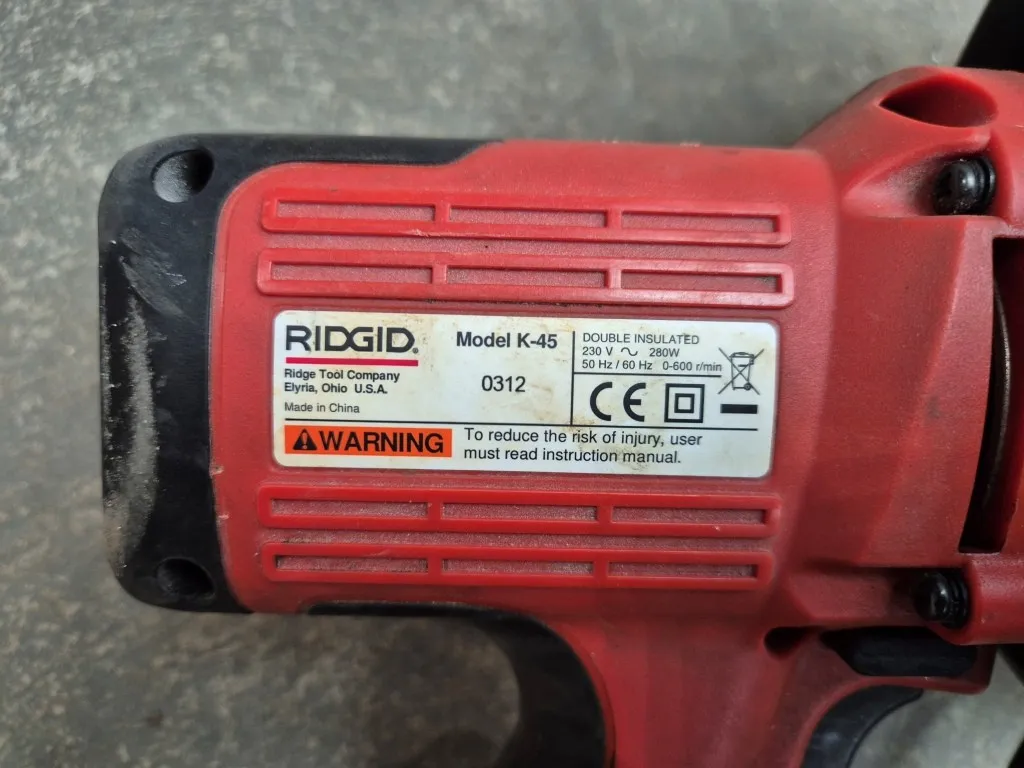 RIDGID®
Ridge Tool Company
Elyria, Ohio U.S.A.
Made in China
Model K-45
0312
DOUBLE INSULATED
230 V ~ 280W
50 Hz / 60 Hz 0-600 r/min
CE
WARNING
To reduce the risk of injury, user
must read instruction manual.